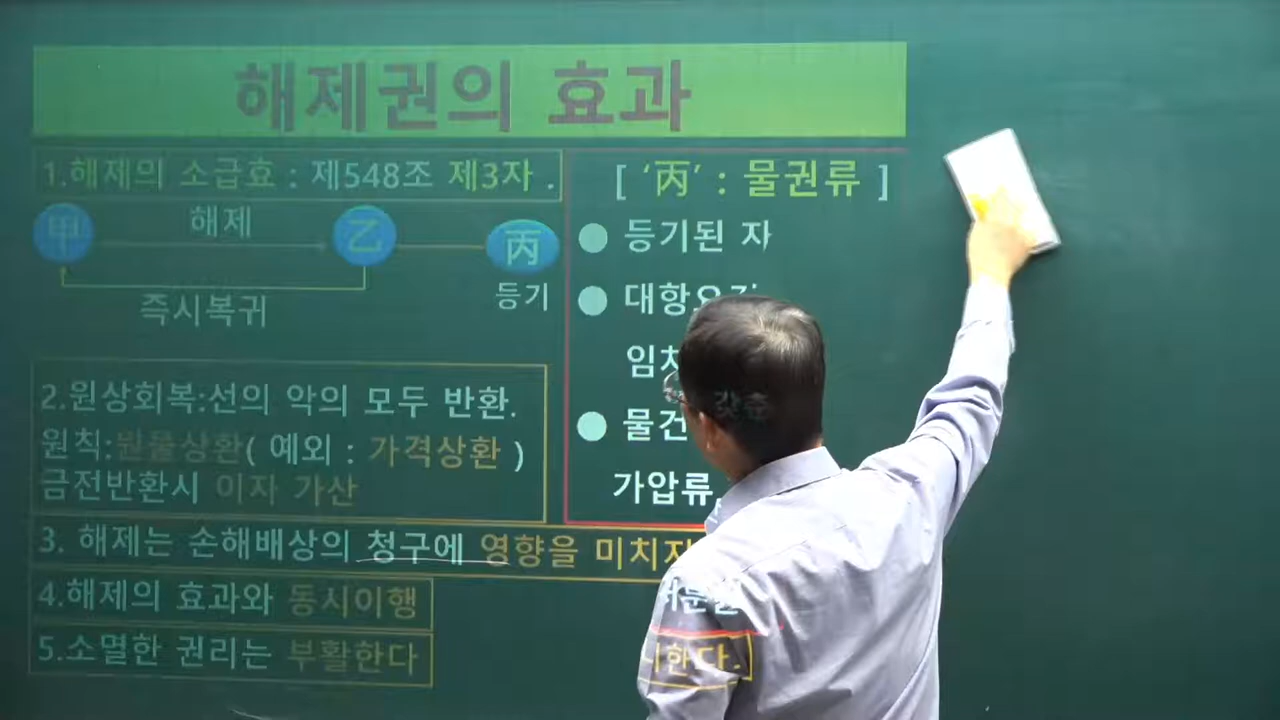 해제권의 효과
1.해제의 소급효 : 제548조 제3자 .
甲 해제 乙 丙
즉시복귀
등기
2.원상회복:선의 악의 모두 반환.
원칙:원물상환( 예외 : 가격상환 )
금전반환시 이자 가산
3. 해제는 손해배상의 청구에 영향을 미치지
4.해제의 효과와 동시이행
5.소멸한 권리는 부활한다
[ ‘丙’ : 물권류 ]
● 등기된 자
● 대항요건
갖춘
● 물건
가압류
한다.